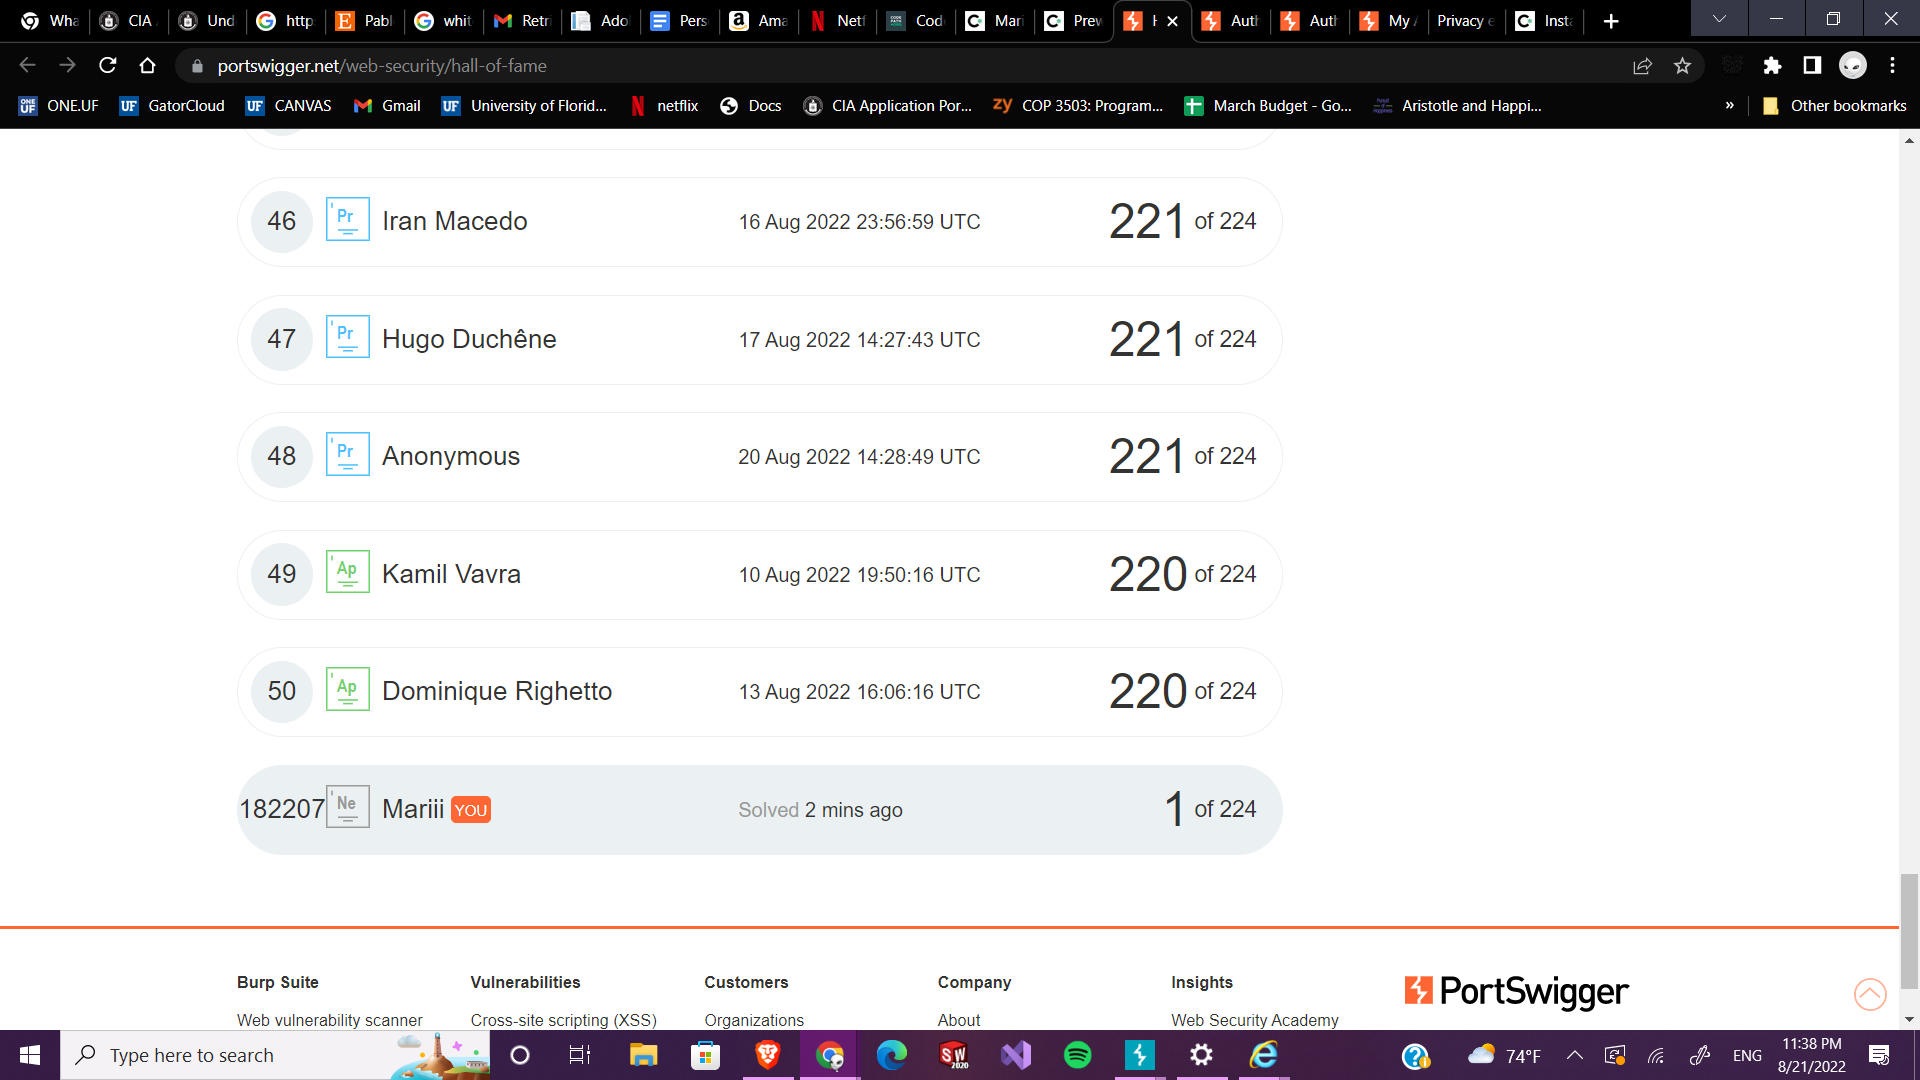 Wha CIA Und http Pabl whit Retri Ado Pers Ama Netf Cod Mari Prev Auth Auth My Privacy Insta
portswigger.net/web-security/hall-of-fame
ONE.UF GatorCloud CANVAS Gmail University of Florid... netflix Docs CIA Application Por... zy COP 3503: Program... March Budget - Go... Aristotle and Happi... » Other bookmarks
46 Pr Iran Macedo 16 Aug 2022 23:56:59 UTC 221 of 224
47 Pr Hugo Duchêne 17 Aug 2022 14:27:43 UTC 221 of 224
48 Pr Anonymous 20 Aug 2022 14:28:49 UTC 221 of 224
49 Ap Kamil Vavra 10 Aug 2022 19:50:16 UTC 220 of 224
50 Ap Dominique Righetto 13 Aug 2022 16:06:16 UTC 220 of 224
182207 Ne Mariii YOU Solved 2 mins ago 1 of 224
Burp Suite Vulnerabilities Customers Company Insights PortSwigger
Web vulnerability scanner Cross-site scripting (XSS) Organizations About Web Security Academy
Type here to search 74°F ENG 11:38 PM
8/21/2022